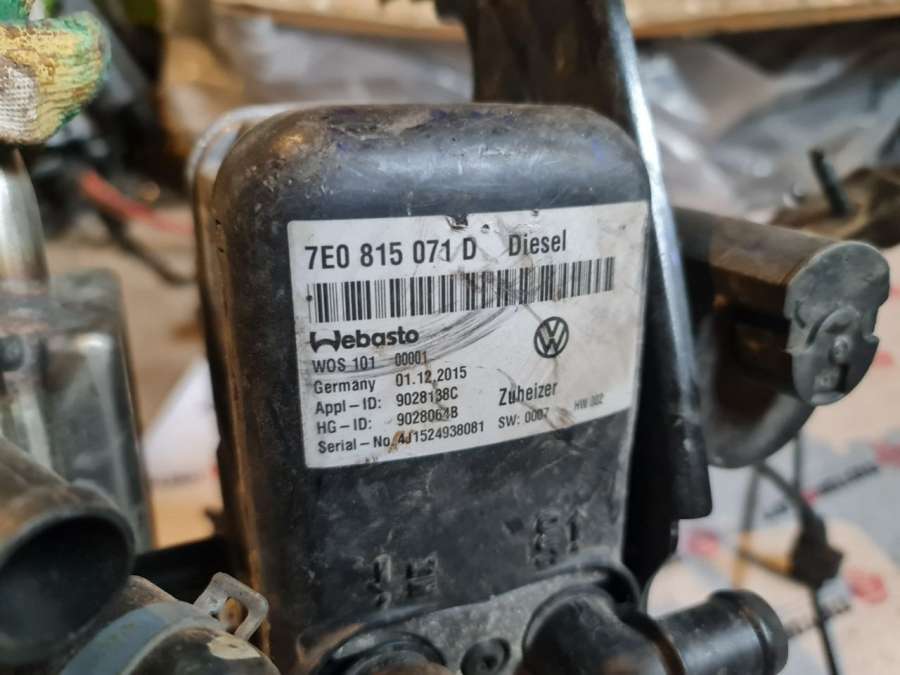 7E0 815 071 D Diesel
Webasto
WOS 101 00001
Germany 01.12.2015
Appl-ID: 9028138C Zuheizer
HG-ID: 9028064B SW: 0007 HW 002
Serial-No. 4J1524938081